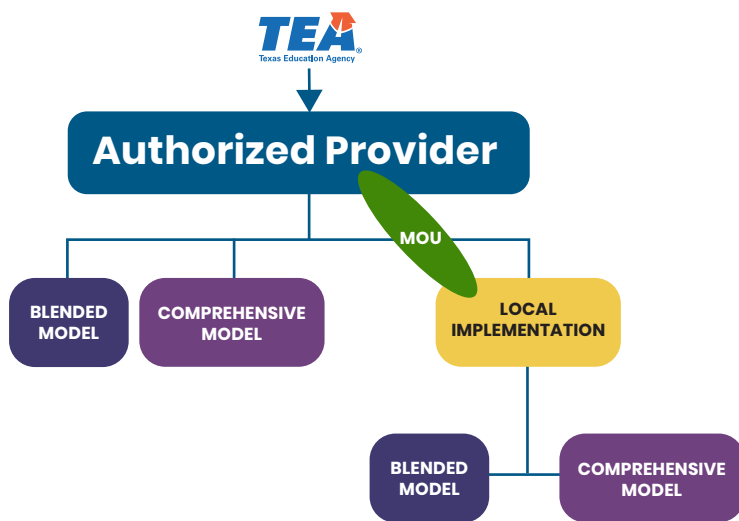 TEA®
Texas Education Agency
Authorized Provider
MOU
BLENDED
MODEL
COMPREHENSIVE
MODEL
LOCAL
IMPLEMENTATION
BLENDED
MODEL
COMPREHENSIVE
MODEL